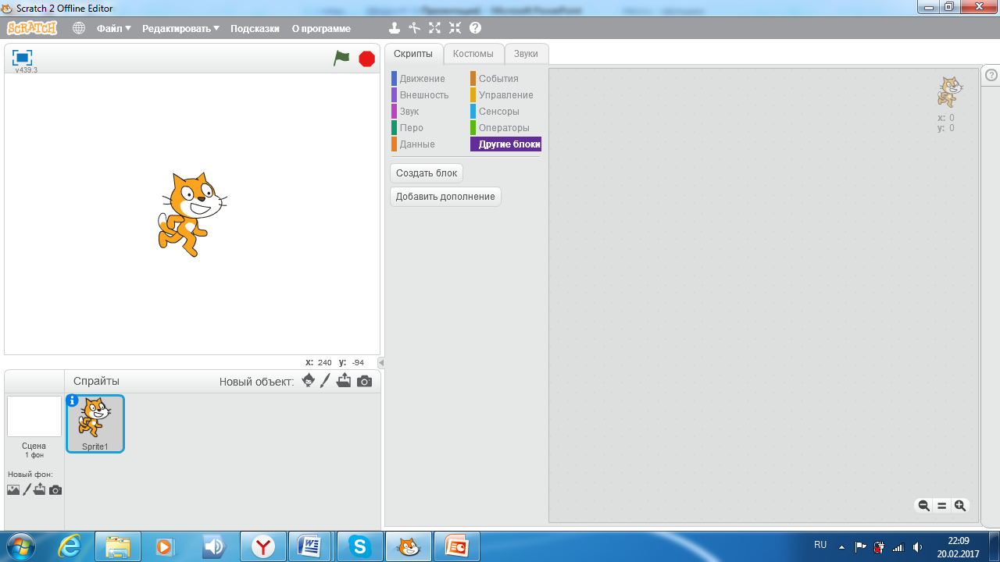 Scratch 2 Offline Editor
SCRATCH
Файл
Редактировать
Подсказки
О программе
v439.3
Скрипты
Костюмы
Звуки
Движение
События
Внешность
Управление
Звук
Сенсоры
Перо
Операторы
Данные
Другие блоки
Создать блок
Добавить дополнение
x: 0
y: 0
x: 240 y: -94
Спрайты
Новый объект:
Sprite1
Сцена
1 фон
Новый фон:
RU
22:09
20.02.2017